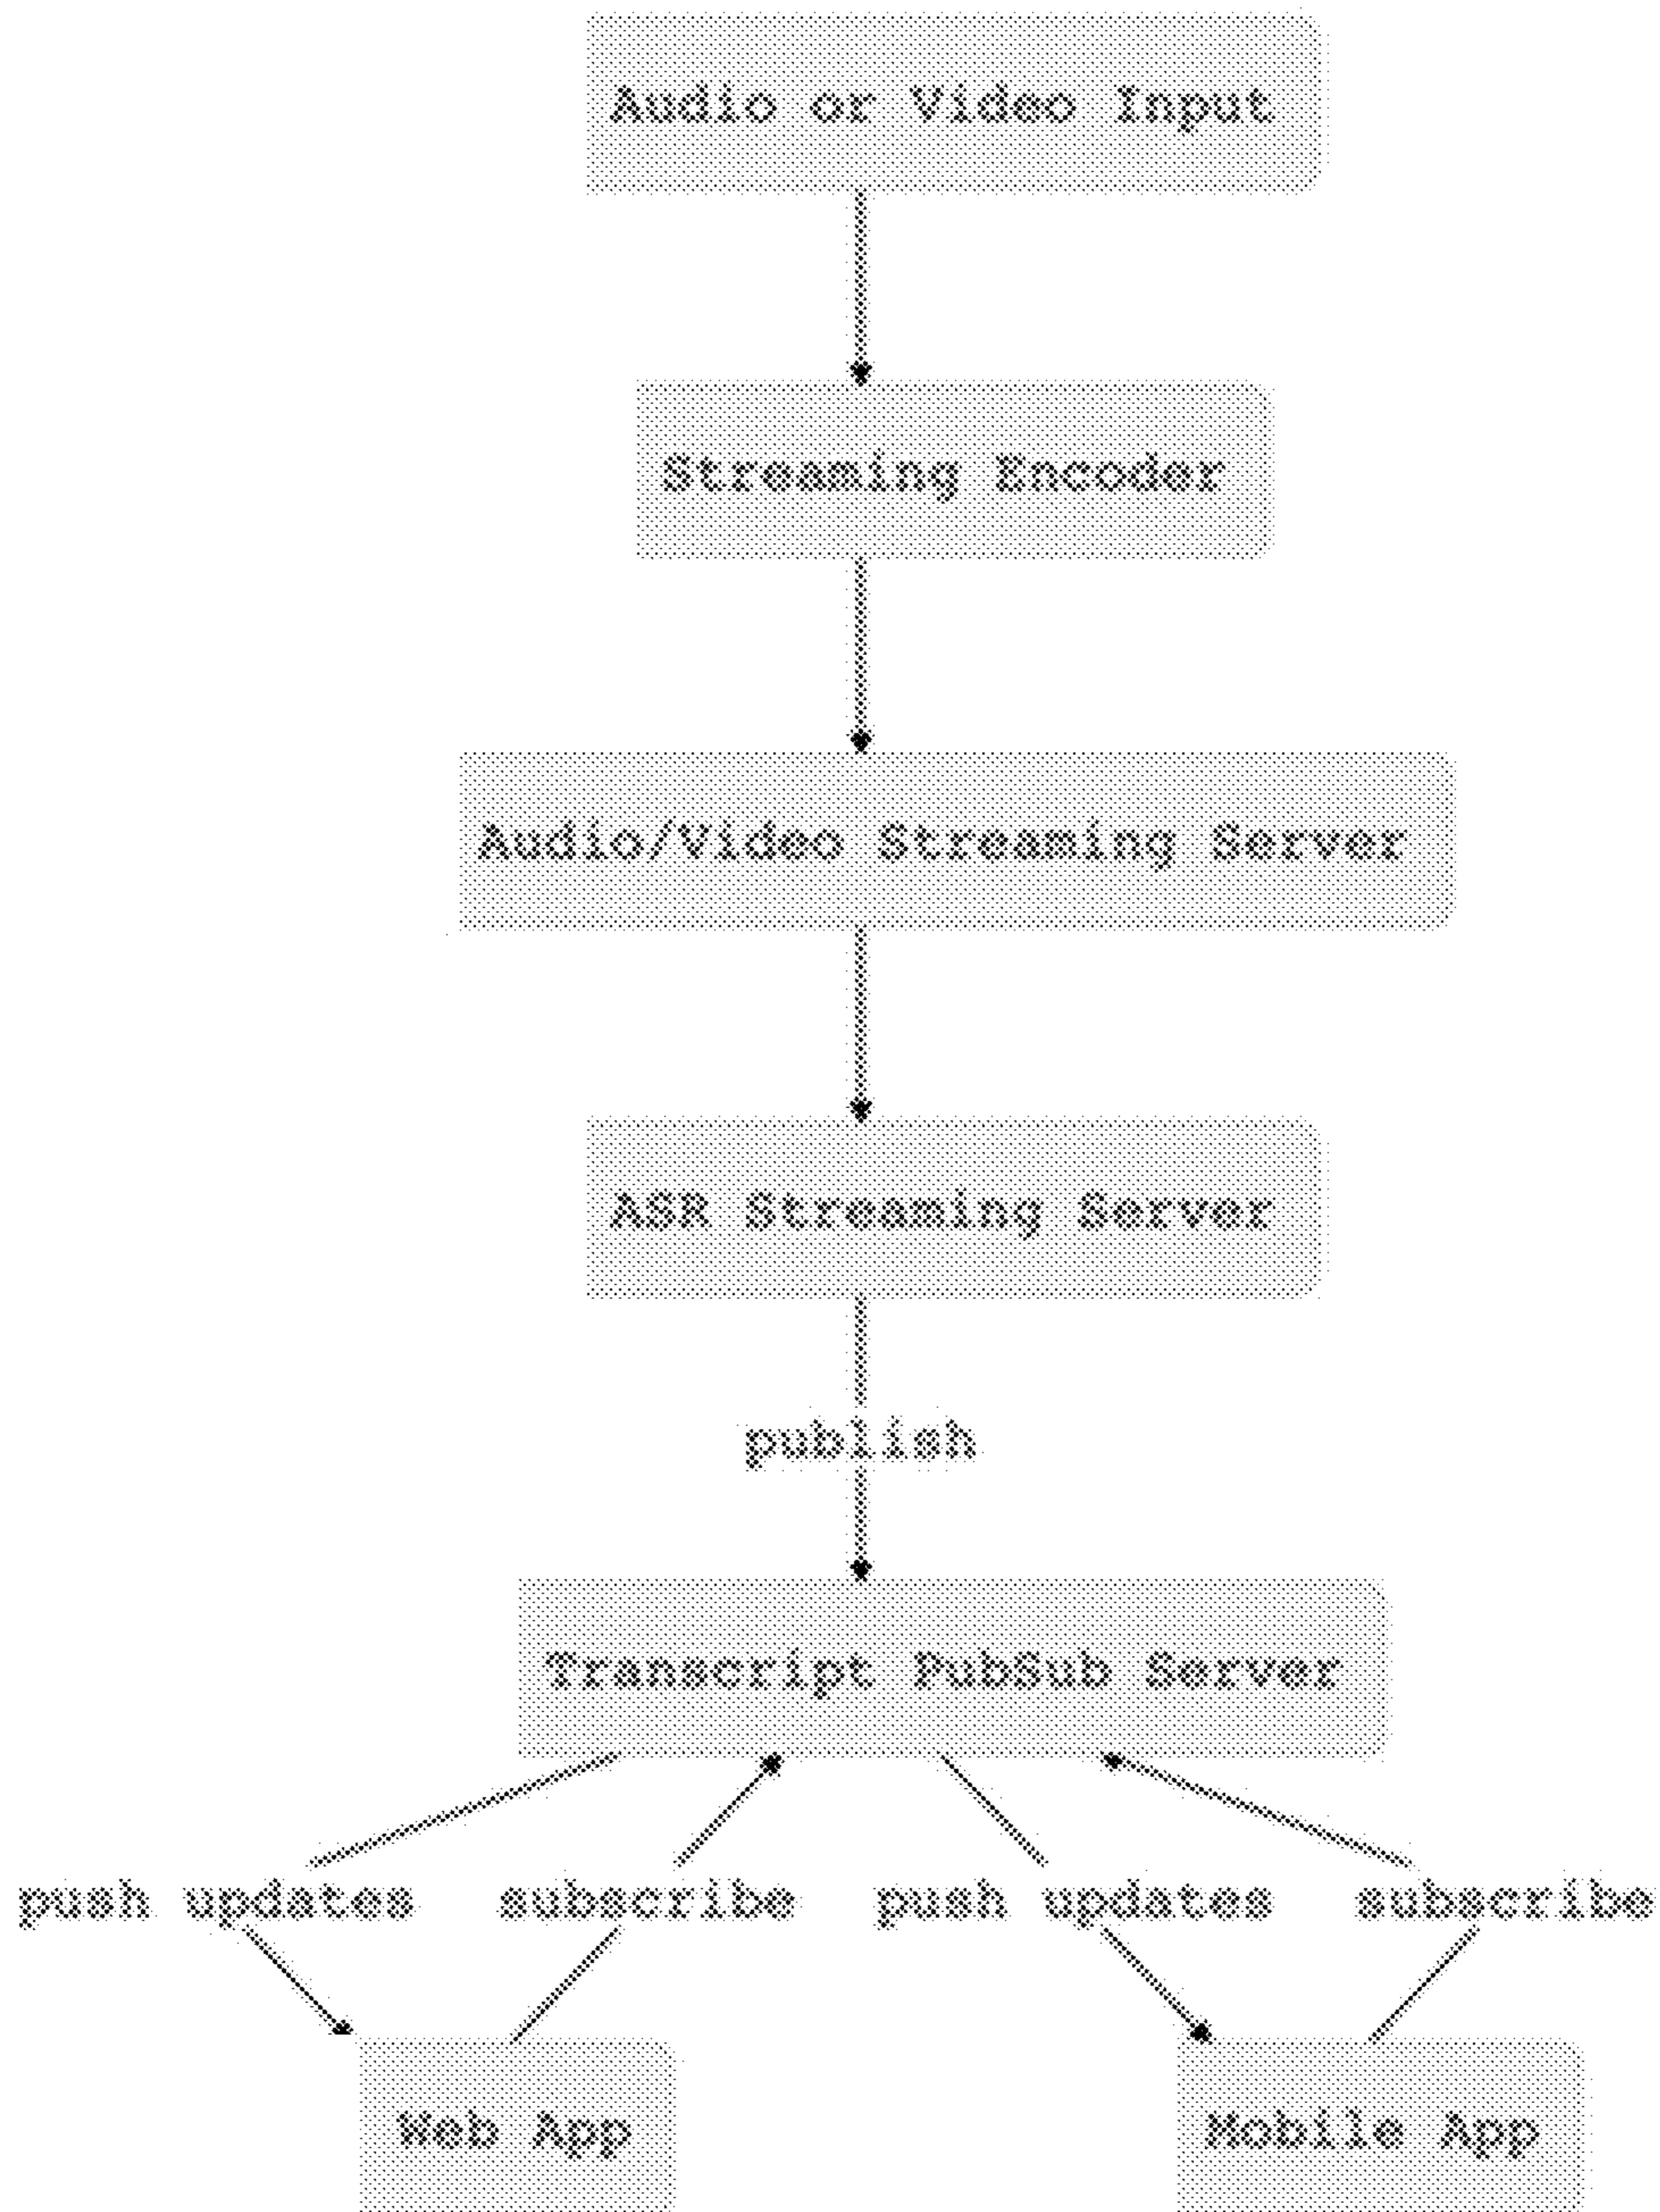 Audio or Video Input
Streaming Encoder
Audio/Video Streaming Server
ASR Streaming Server
publish
Transcript PubSub Server
push updates subscribe push updates subscribe
Web App Mobile App